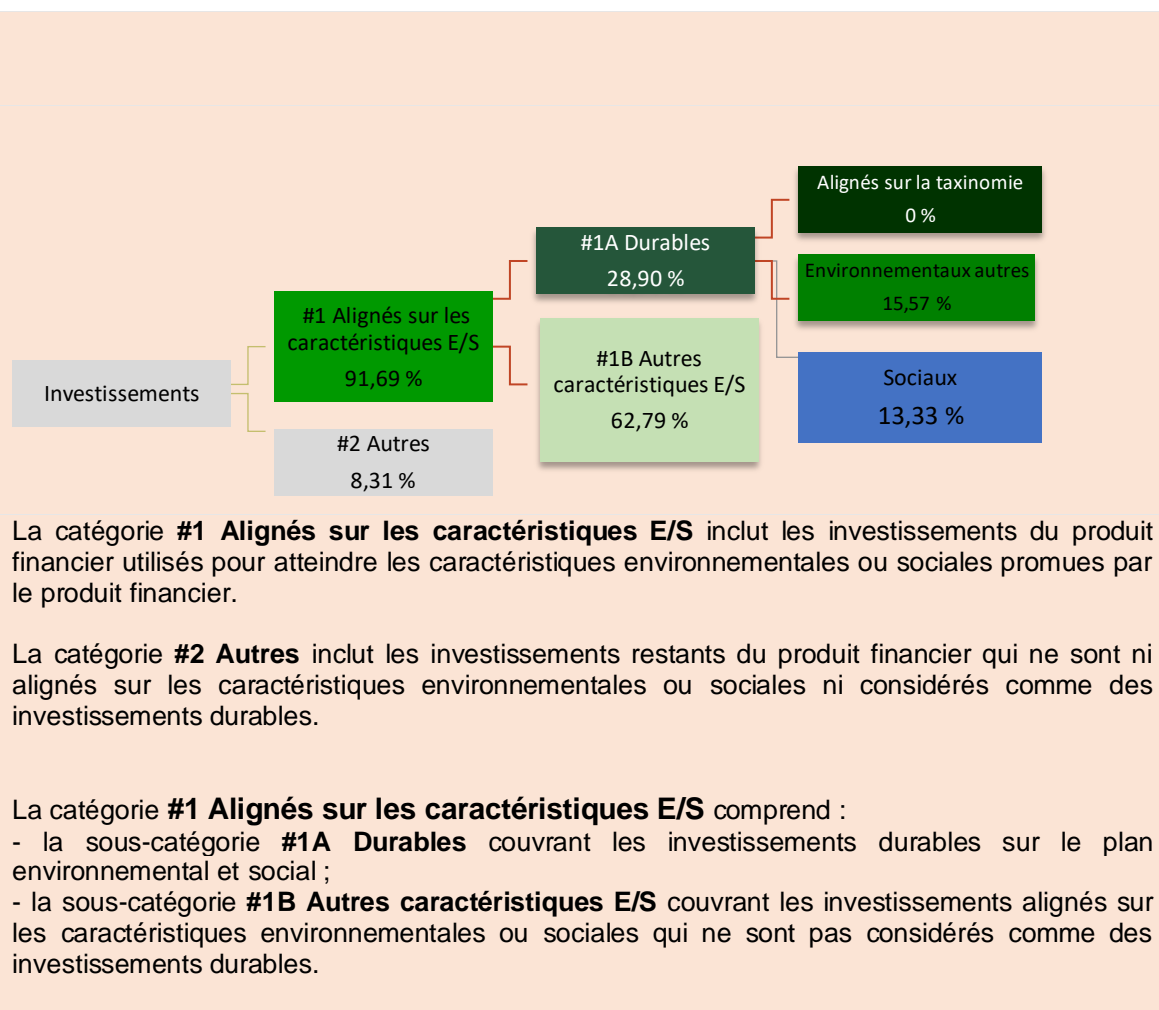 Investissements
#1 Alignés sur les
caractéristiques E/S
91,69 %
#2 Autres
8,31 %
#1A Durables
28,90 %
#1B Autres
caractéristiques E/S
62,79 %
Alignés sur la taxinomie
0 %
Environnementaux autres
15,57 %
Sociaux
13,33 %
La catégorie #1 Alignés sur les caractéristiques E/S inclut les investissements du produit
financier utilisés pour atteindre les caractéristiques environnementales ou sociales promues par
le produit financier.
La catégorie #2 Autres inclut les investissements restants du produit financier qui ne sont ni
alignés sur les caractéristiques environnementales ou sociales ni considérés comme des
investissements durables.
La catégorie #1 Alignés sur les caractéristiques E/S comprend :
- la sous-catégorie #1A Durables couvrant les investissements durables sur le plan
environnemental et social ;
- la sous-catégorie #1B Autres caractéristiques E/S couvrant les investissements alignés sur
les caractéristiques environnementales ou sociales qui ne sont pas considérés comme des
investissements durables.